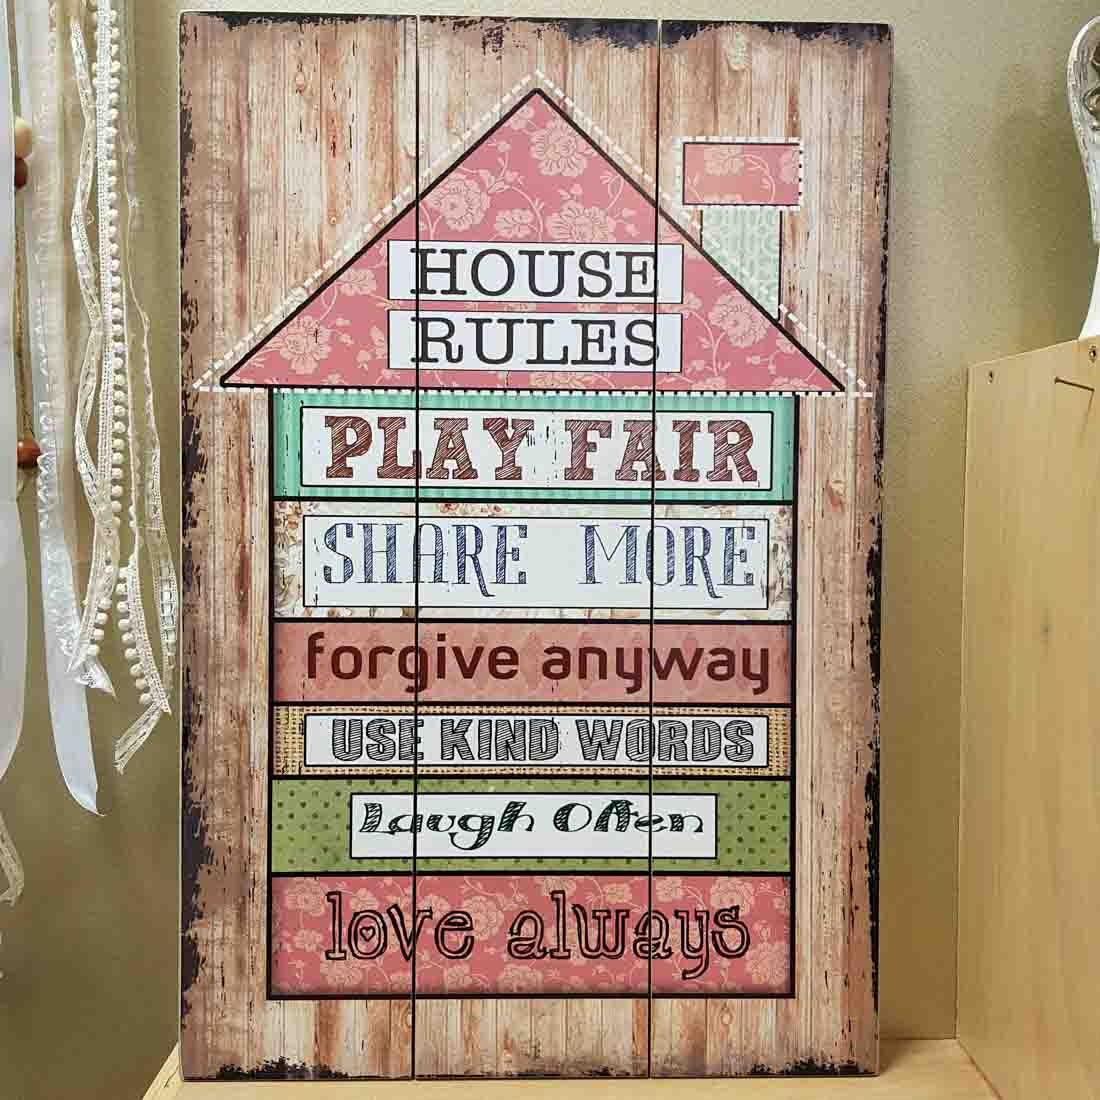 HOUSE
RULES
PLAY FAIR
SHARE MORE
forgive anyway
USE KIND WORDS
Laugh Often
love always